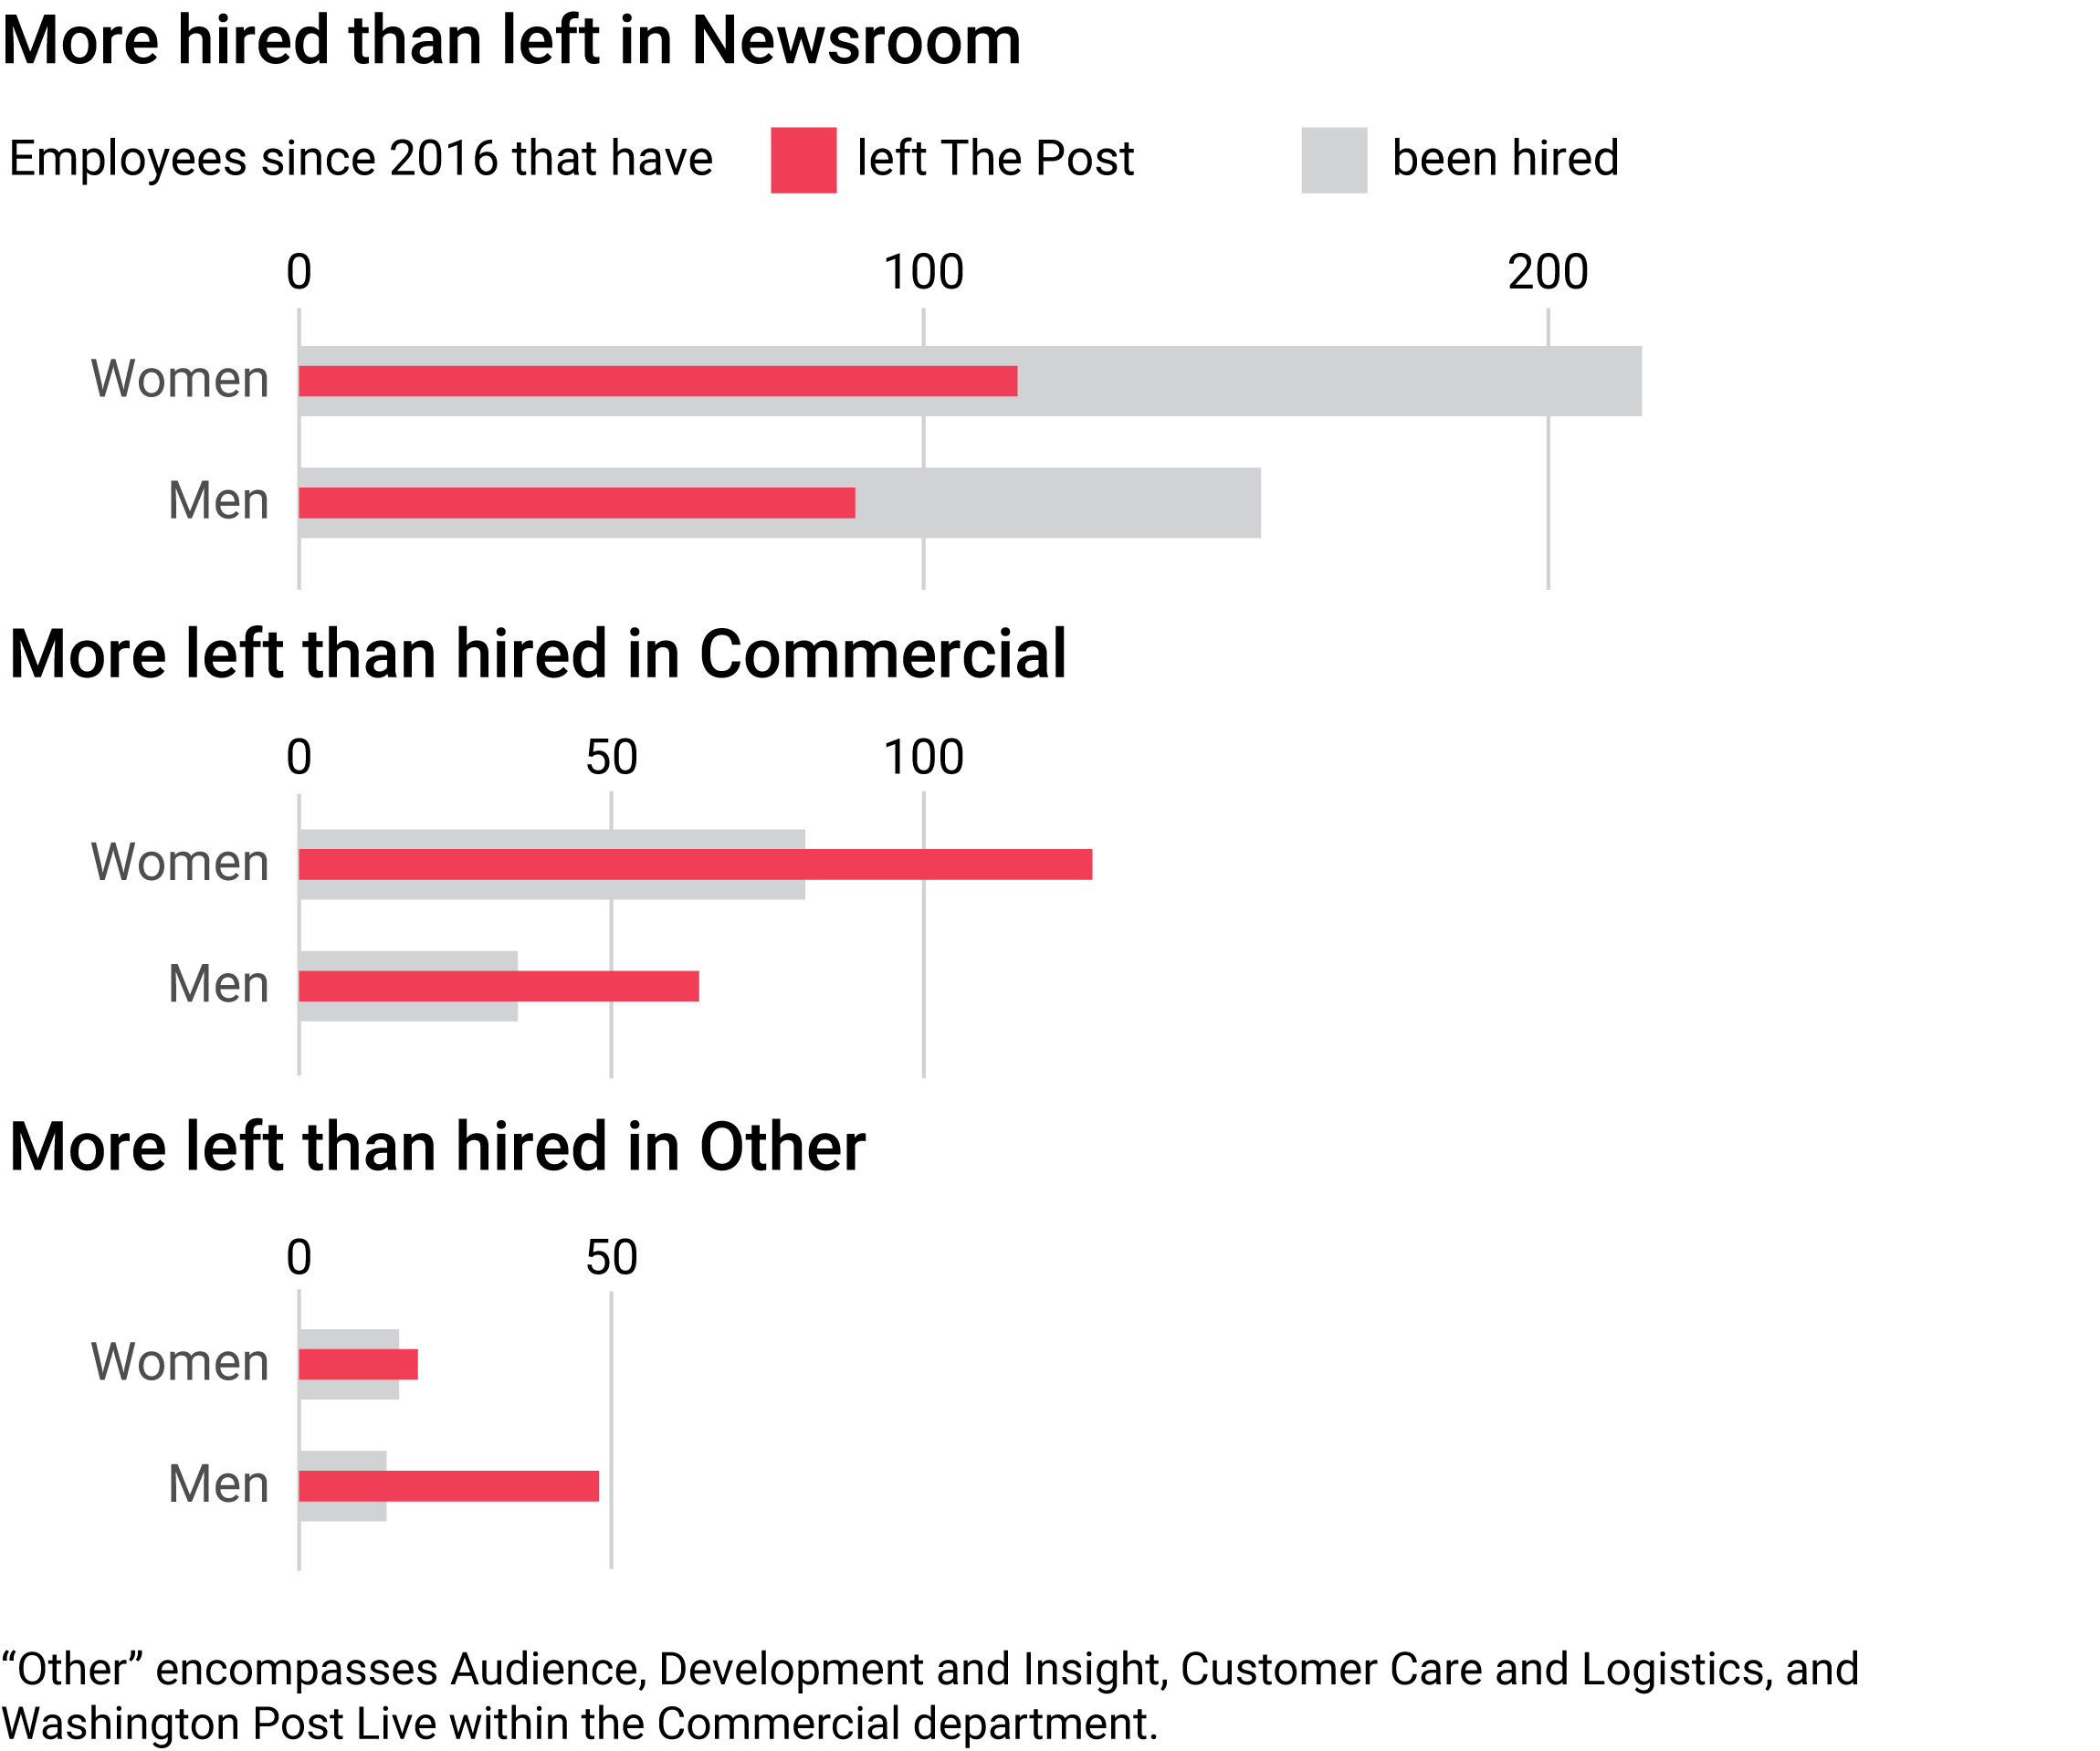 More hired than left in Newsroom
Employees since 2016 that have left The Post been hired
0 100 200
Women
Men
More left than hired in Commercial
0 50 100
Women
Men
More left than hired in Other
0 50
Women
Men
“Other” encompasses Audience, Development and Insight, Customer Care and Logistics, and
Washington Post Live within the Commercial department.